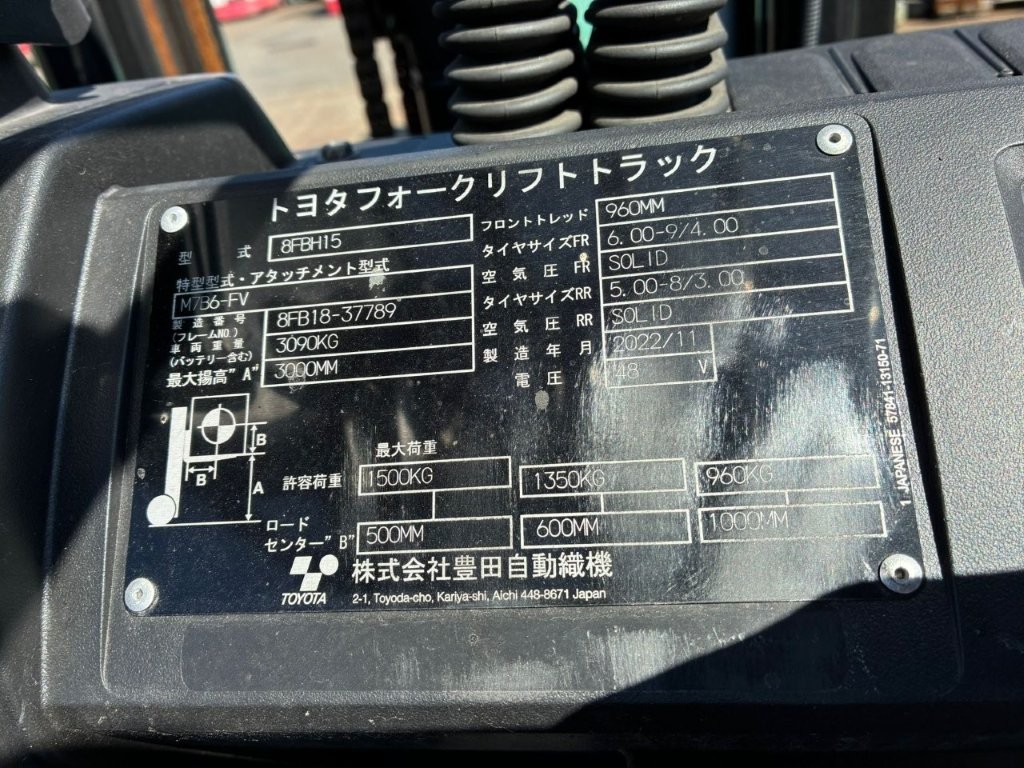 トヨタフォークリフトトラック
型式 8FBH15
特型型式・アタッチメント型式
M7B6-FV
製造番号
(フレームNO.) 8FB18-37789
車両重量
(バッテリー含む) 3090KG
最大揚高"A" 3000MM
フロントトレッド 960MM
タイヤサイズFR 6.00-9/4.00
空気圧 FR SOLID
タイヤサイズRR 5.00-8/3.00
空気圧 RR SOLID
製造年月 2022/11
電圧 48 V
B
B
A
最大荷重
許容荷重 1500KG 1350KG 960KG
ロード
センター"B" 500MM 600MM 1000MM
TOYOTA 株式会社豊田自動織機
2-1, Toyoda-cho, Kariya-shi, Aichi 448-8671 Japan
1 JAPANESE 57841-13150-71